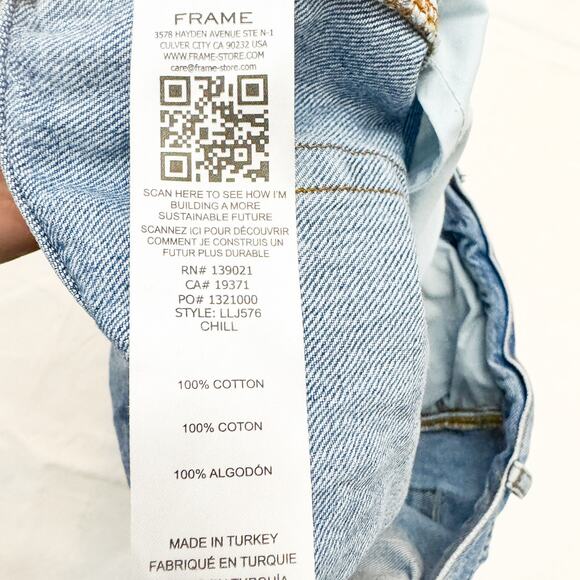 FRAME
3578 HAYDEN AVENUE STE N-1
CULVER CITY CA 90232 USA
WWW.FRAME-STORE.COM
care@frame-store.com
SCAN HERE TO SEE HOW I'M
BUILDING A MORE
SUSTAINABLE FUTURE
SCANNEZ İCİ POUR DÉCOUVRIR
COMMENT JE CONSTRUIS UN
FUTUR PLUS DURABLE
RN# 139021
CA# 19371
PO# 1321000
STYLE: LLJ576
CHILL
100% COTTON
100% COTON
100% ALGODÓN
MADE IN TURKEY
FABRIQUÉ EN TURQUIE